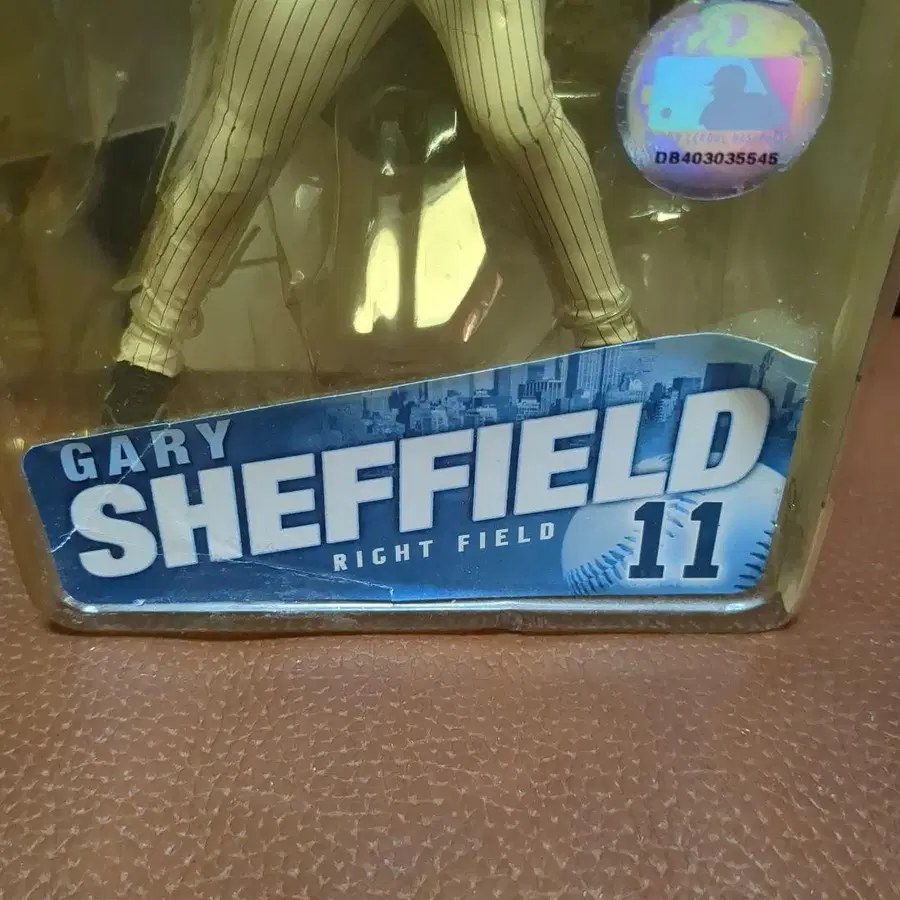 DB403035545
GARY
SHEFFIELD
RIGHT FIELD
11